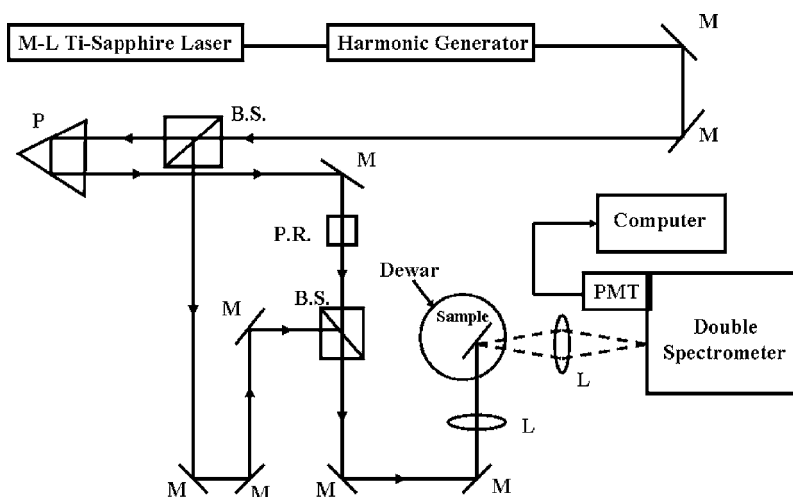 M
M-L Ti-Sapphire Laser
Harmonic Generator
B.S.
P
M
M
P.R.
Computer
Dewar
B.S.
PMT
M
Sample
Double
Spectrometer
L
L
M
M
M
M